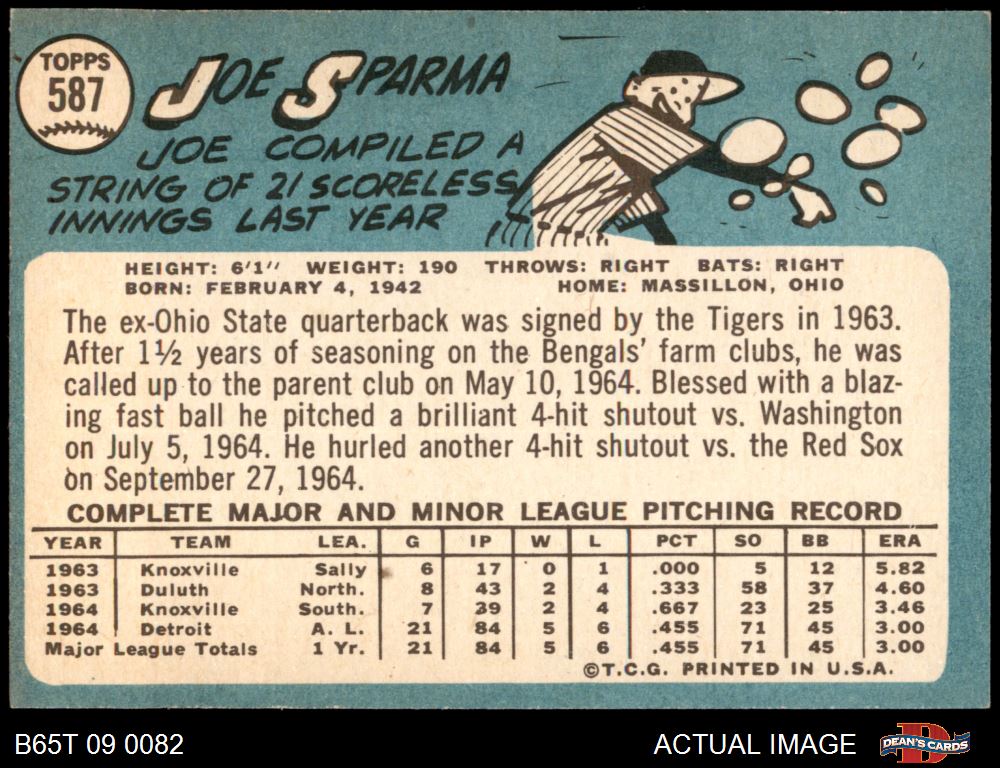 TOPPS
587
JOE SPARMA
JOE COMPILED A
STRING OF 21 SCORELESS
INNINGS LAST YEAR
HEIGHT: 6'1" WEIGHT: 190 THROWS: RIGHT BATS: RIGHT
BORN: FEBRUARY 4, 1942 HOME: MASSILLON, OHIO
The ex-Ohio State quarterback was signed by the Tigers in 1963.
After 1½ years of seasoning on the Bengals' farm clubs, he was
called up to the parent club on May 10, 1964. Blessed with a blaz-
ing fast ball he pitched a brilliant 4-hit shutout vs. Washington
on July 5, 1964. He hurled another 4-hit shutout vs. the Red Sox
on September 27, 1964.
COMPLETE MAJOR AND MINOR LEAGUE PITCHING RECORD
YEAR TEAM LEA. G IP W L PCT SO BB ERA
1963 Knoxville Sally 6 17 0 1 .000 5 12 5.82
1963 Duluth North. 8 43 2 4 .333 58 37 4.60
1964 Knoxville South. 7 39 2 4 .667 23 25 3.46
1964 Detroit A. L. 21 84 5 6 .455 71 45 3.00
Major League Totals 1 Yr. 21 84 5 6 .455 71 45 3.00
©T.C.G. PRINTED IN U.S.A.
B65T 09 0082 ACTUAL IMAGE DEAN'S CARDS